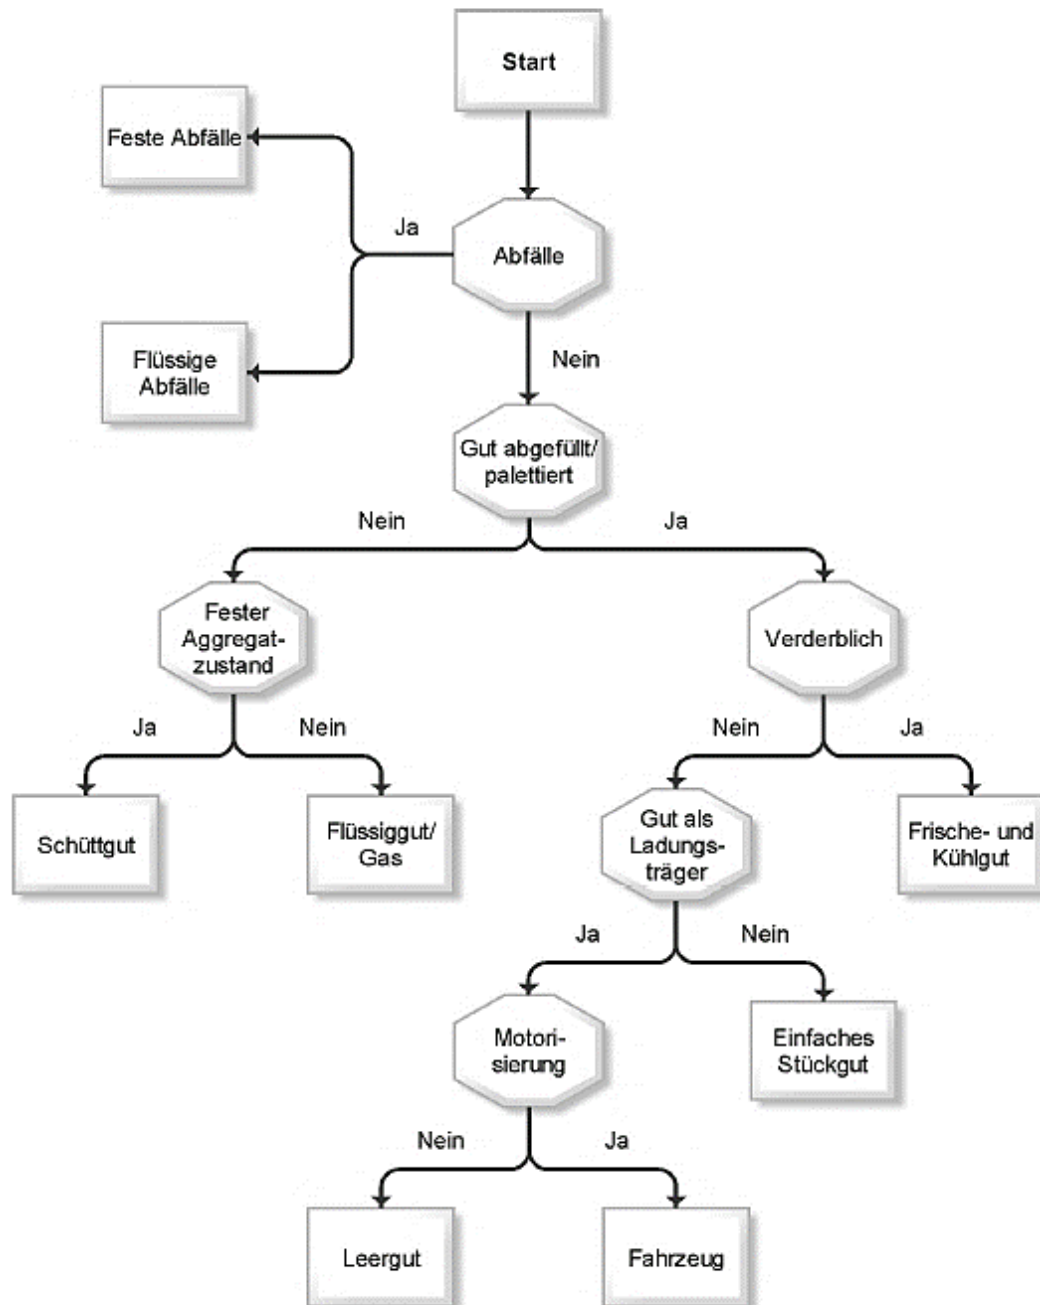 Start
Feste Abfälle
Ja
Abfälle
Flüssige
Abfälle
Nein
Gut abgefüllt/
palettiert
Nein
Ja
Fester
Aggregat-
zustand
Verderblich
Ja
Nein
Nein
Ja
Schüttgut
Flüssiggut/
Gas
Gut als
Ladungs-
träger
Frische- und
Kühlgut
Ja
Nein
Motori-
sierung
Einfaches
Stückgut
Nein
Ja
Leergut
Fahrzeug